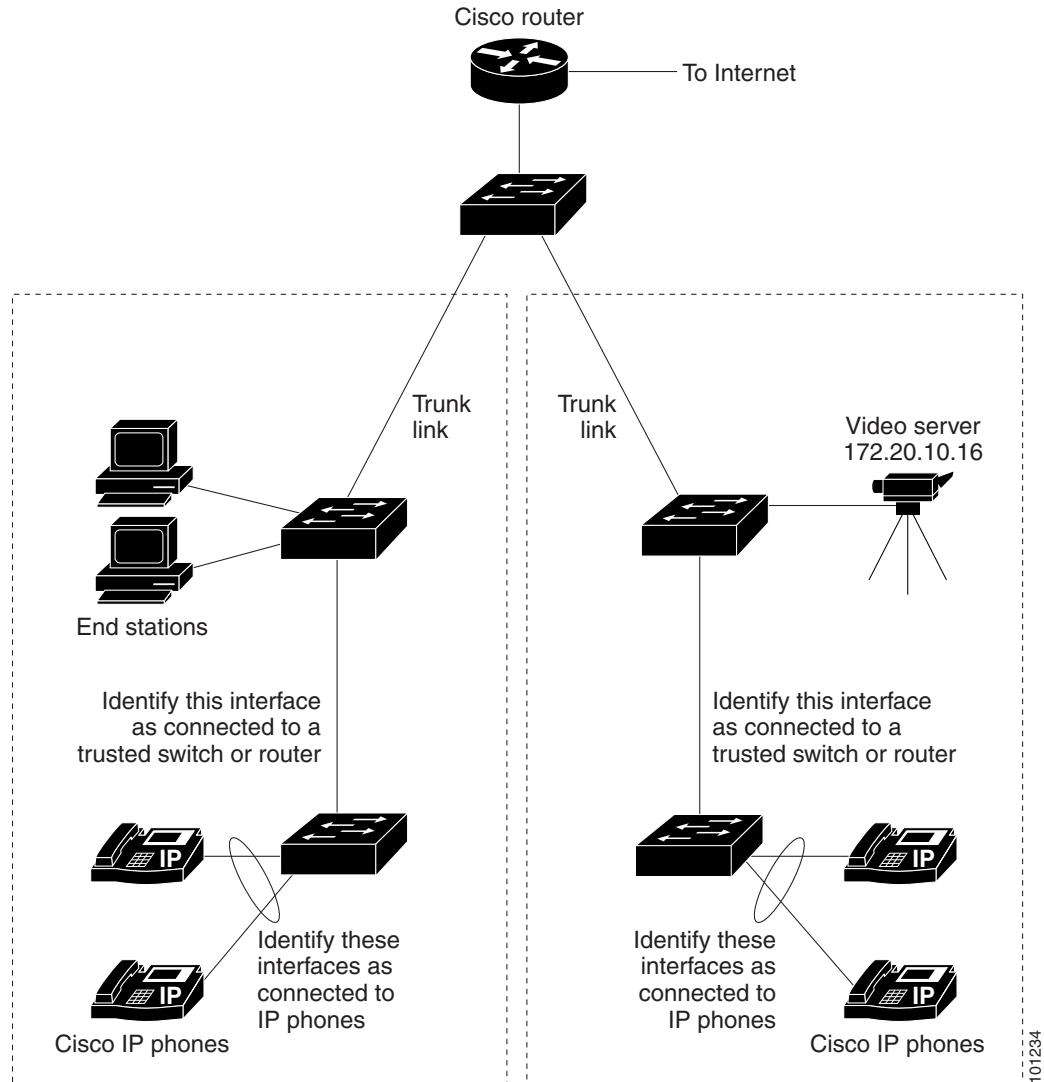 Cisco router
To Internet
Trunk
link
Trunk
link
Video server
172.20.10.16
End stations
Identify this interface
as connected to a
trusted switch or router
Identify this interface
as connected to a
trusted switch or router
IP
IP
Identify these
interfaces as
connected to
IP phones
Identify these
interfaces as
connected to
IP phones
IP
IP
Cisco IP phones
Cisco IP phones
101234